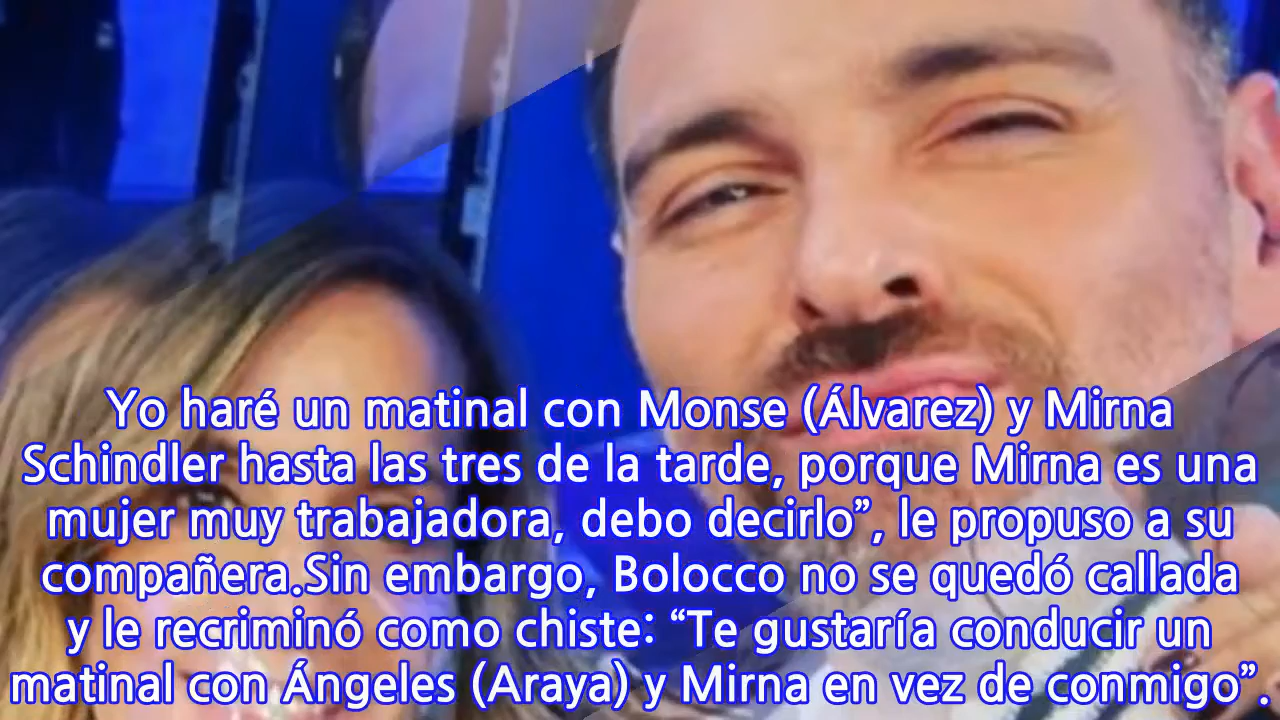 Yo haré un matinal con Monse (Álvarez) y Mirna
Schindler hasta las tres de la tarde, porque Mirna es una
mujer muy trabajadora, debo decirlo”, le propuso a su
compañera.Sin embargo, Bolocco no se quedó callada
y le recriminó como chiste: “Te gustaría conducir un
matinal con Ángeles (Araya) y Mirna en vez de conmigo”.